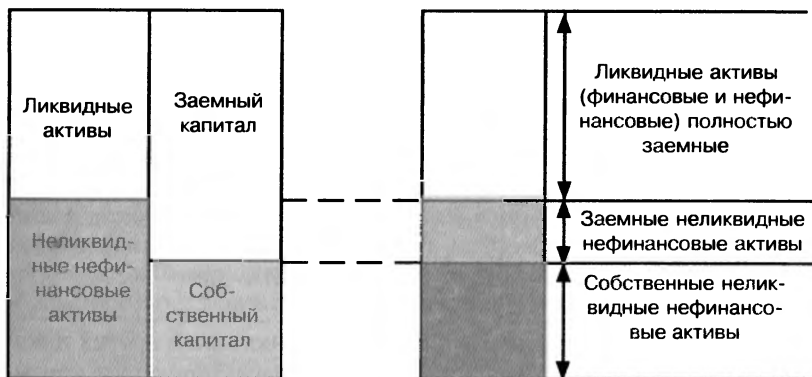 Ликвидные
активы
Заемный
капитал
Неликвид-
ные нефи-
нансовые
активы
Соб-
ственный
капитал
Ликвидные активы
(финансовые и нефи-
нансовые) полностью
заемные
Заемные неликвидные
нефинансовые активы
Собственные нелик-
видные нефинансо-
вые активы